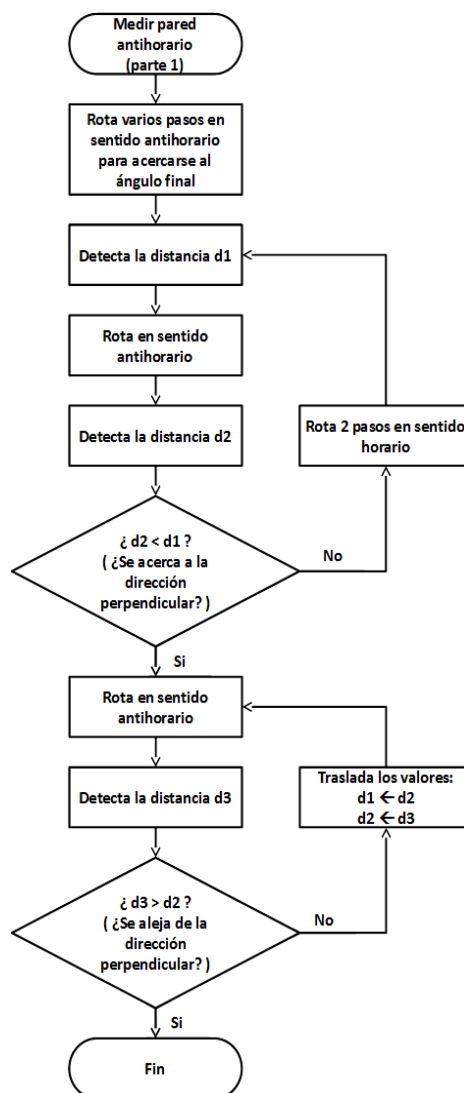 Medir pared
antihorario
(parte 1)
Rota varios pasos en
sentido antihorario
para acercarse al
ángulo final
Detecta la distancia d1
Rota en sentido
antihorario
Detecta la distancia d2
Rota 2 pasos en sentido
horario
¿ d2 < d1 ?
( ¿Se acerca a la
dirección
perpendicular? )
No
Si
Rota en sentido
antihorario
Detecta la distancia d3
Traslada los valores:
d1 ← d2
d2 ← d3
¿ d3 > d2 ?
( ¿Se aleja de la
dirección
perpendicular? )
No
Si
Fin